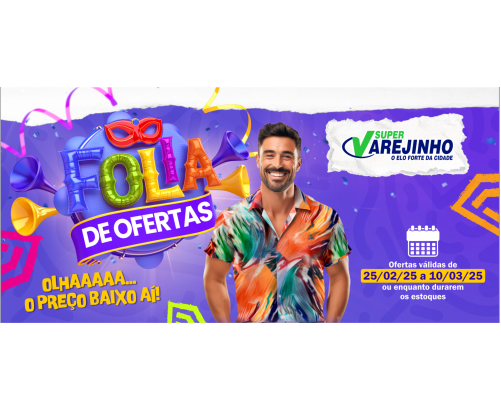 FOLIA
DE OFERTAS
OLHAAAAA...
O PREÇO BAIXO AÍ!
SUPER
VAREJINHO
O ELO FORTE DA CIDADE
Ofertas válidas de
25/02/25 a 10/03/25
ou enquanto durarem
os estoques